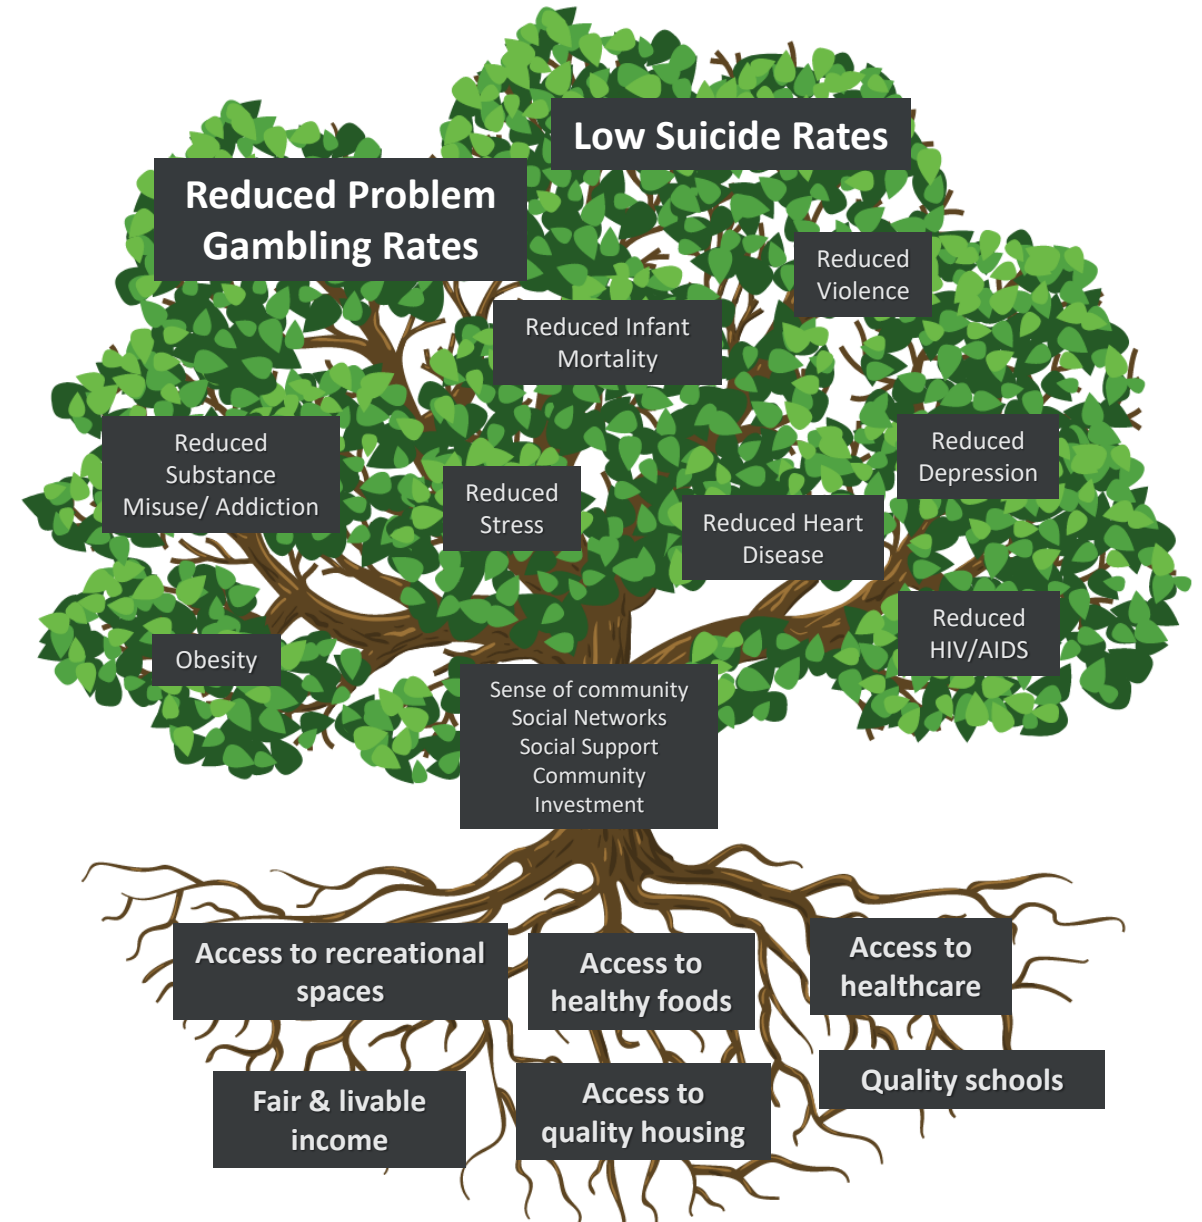 Low Suicide Rates
Reduced Problem
Gambling Rates
Reduced
Violence
Reduced Infant
Mortality
Reduced
Substance
Misuse/ Addiction
Reduced
Stress
Reduced Heart
Disease
Reduced
Depression
Obesity
Reduced
HIV/AIDS
Sense of community
Social Networks
Social Support
Community
Investment
Access to recreational
spaces
Access to
healthy foods
Access to
healthcare
Fair & livable
income
Access to
quality housing
Quality schools